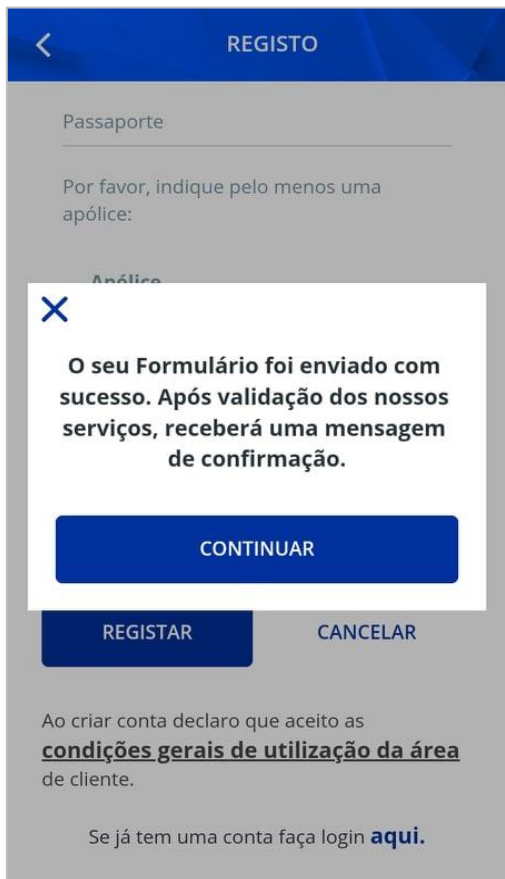 REGISTO
Passaporte
Por favor, indique pelo menos uma
apólice:
Apólice
O seu Formulário foi enviado com
sucesso. Após validação dos nossos
serviços, receberá uma mensagem
de confirmação.
CONTINUAR
REGISTAR CANCELAR
Ao criar conta declaro que aceito as
condições gerais de utilização da área
de cliente.
Se já tem uma conta faça login aqui.